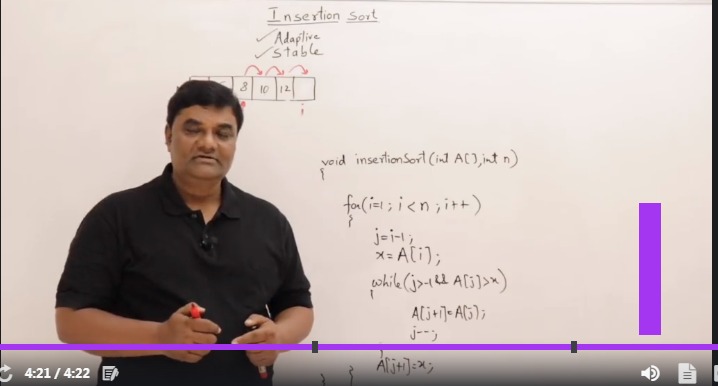 Insertion Sort
✓ Adaptive
✓ Stable
8 10 12
i
void insertionSort(int A[],int n)
{
for(i=1; i<n; i++)
{
j=i-1;
x=A[i];
while(j>-1 && A[j]>x)
{
A[j+1]=A[j];
j--;
}
A[j+1]=x;
} }
4:21 / 4:22